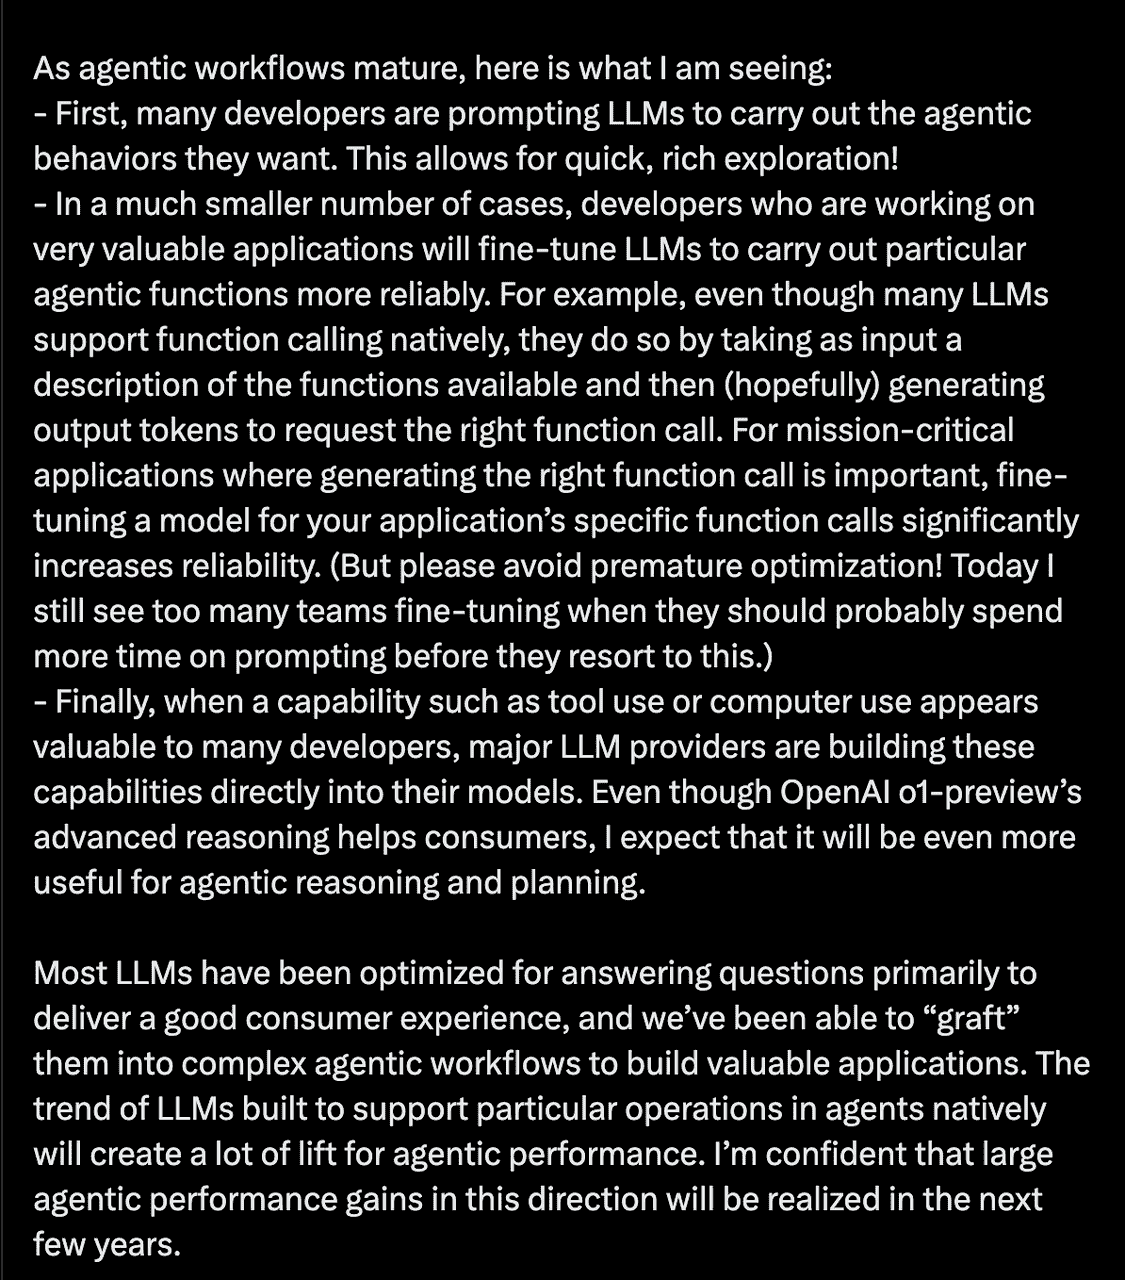 As agentic workflows mature, here is what I am seeing:
- First, many developers are prompting LLMs to carry out the agentic
behaviors they want. This allows for quick, rich exploration!
- In a much smaller number of cases, developers who are working on
very valuable applications will fine-tune LLMs to carry out particular
agentic functions more reliably. For example, even though many LLMs
support function calling natively, they do so by taking as input a
description of the functions available and then (hopefully) generating
output tokens to request the right function call. For mission-critical
applications where generating the right function call is important, fine-
tuning a model for your application’s specific function calls significantly
increases reliability. (But please avoid premature optimization! Today I
still see too many teams fine-tuning when they should probably spend
more time on prompting before they resort to this.)
- Finally, when a capability such as tool use or computer use appears
valuable to many developers, major LLM providers are building these
capabilities directly into their models. Even though OpenAI o1-preview’s
advanced reasoning helps consumers, I expect that it will be even more
useful for agentic reasoning and planning.
Most LLMs have been optimized for answering questions primarily to
deliver a good consumer experience, and we’ve been able to “graft”
them into complex agentic workflows to build valuable applications. The
trend of LLMs built to support particular operations in agents natively
will create a lot of lift for agentic performance. I’m confident that large
agentic performance gains in this direction will be realized in the next
few years.